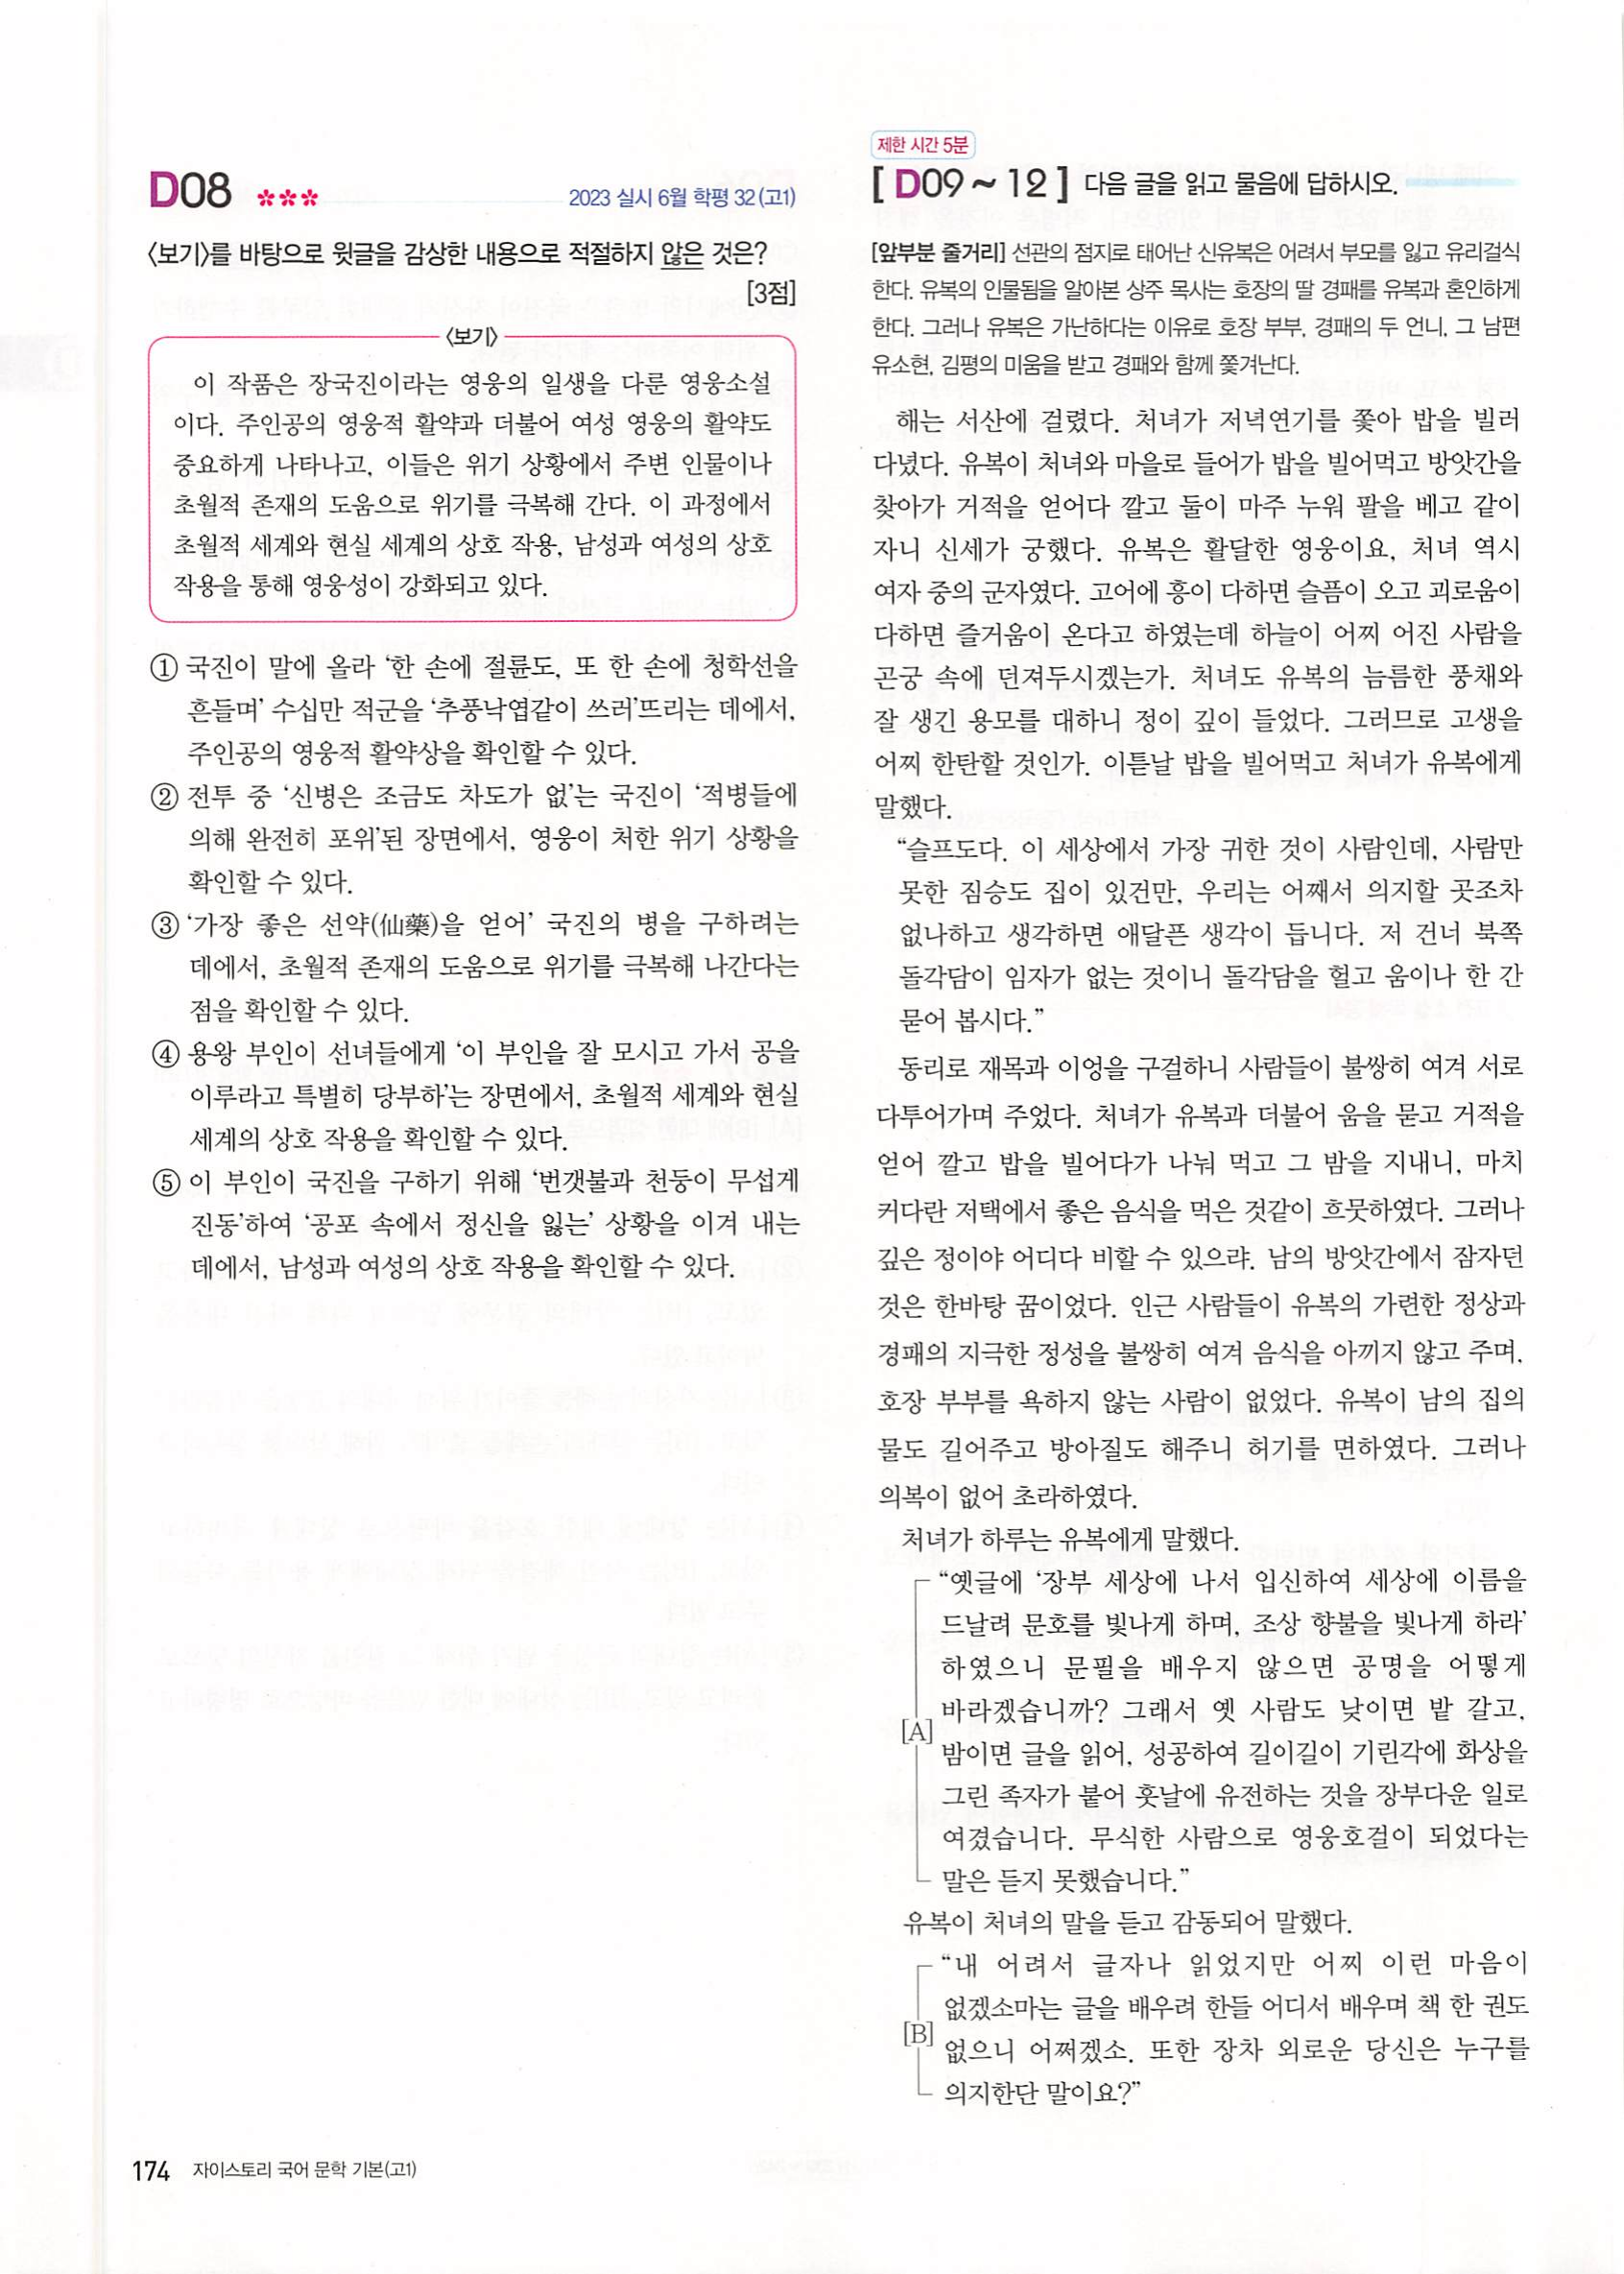 D08 ***
2023 실시 6월 학평 32(고1)
〈보기〉를 바탕으로 윗글을 감상한 내용으로 적절하지 않은 것은?
[3점]
〈보기〉
이 작품은 장국진이라는 영웅의 일생을 다룬 영웅소설
이다. 주인공의 영웅적 활약과 더불어 여성 영웅의 활약도
중요하게 나타나고, 이들은 위기 상황에서 주변 인물이나
초월적 존재의 도움으로 위기를 극복해 간다. 이 과정에서
초월적 세계와 현실 세계의 상호 작용, 남성과 여성의 상호
작용을 통해 영웅성이 강화되고 있다.
① 국진이 말에 올라 ‘한 손에 절륜도, 또 한 손에 청학선을
흔들며’ 수십만 적군을 ‘추풍낙엽같이 쓰러’뜨리는 데에서,
주인공의 영웅적 활약상을 확인할 수 있다.
② 전투 중 ‘신병은 조금도 차도가 없’는 국진이 ‘적병들에
의해 완전히 포위’된 장면에서, 영웅이 처한 위기 상황을
확인할 수 있다.
③ ‘가장 좋은 선약(仙藥)을 얻어’ 국진의 병을 구하려는
데에서, 초월적 존재의 도움으로 위기를 극복해 나간다는
점을 확인할 수 있다.
④ 용왕 부인이 선녀들에게 ‘이 부인을 잘 모시고 가서 공을
이루라고 특별히 당부하’는 장면에서, 초월적 세계와 현실
세계의 상호 작용을 확인할 수 있다.
⑤ 이 부인이 국진을 구하기 위해 ‘번갯불과 천둥이 무섭게
진동’하여 ‘공포 속에서 정신을 잃는’ 상황을 이겨 내는
데에서, 남성과 여성의 상호 작용을 확인할 수 있다.
제한 시간 5분
[D09 ~ 12] 다음 글을 읽고 물음에 답하시오.
[앞부분 줄거리] 선관의 점지로 태어난 신유복은 어려서 부모를 잃고 유리걸식
한다. 유복의 인물됨을 알아본 상주 목사는 호장의 딸 경패를 유복과 혼인하게
한다. 그러나 유복은 가난하다는 이유로 호장 부부, 경패의 두 언니, 그 남편
유소현, 김평의 미움을 받고 경패와 함께 쫓겨난다.
해는 서산에 걸렸다. 처녀가 저녁연기를 쫓아 밥을 빌러
다녔다. 유복이 처녀와 마을로 들어가 밥을 빌어먹고 방앗간을
찾아가 거적을 얻어다 깔고 둘이 마주 누워 팔을 베고 같이
자니 신세가 궁했다. 유복은 활달한 영웅이요, 처녀 역시
여자 중의 군자였다. 고어에 흥이 다하면 슬픔이 오고 괴로움이
다하면 즐거움이 온다고 하였는데 하늘이 어찌 어진 사람을
곤궁 속에 던져두시겠는가. 처녀도 유복의 늠름한 풍채와
잘 생긴 용모를 대하니 정이 깊이 들었다. 그러므로 고생을
어찌 한탄할 것인가. 이튿날 밥을 빌어먹고 처녀가 유복에게
말했다.
“슬프도다. 이 세상에서 가장 귀한 것이 사람인데, 사람만
못한 짐승도 집이 있건만, 우리는 어째서 의지할 곳조차
없나하고 생각하면 애달픈 생각이 듭니다. 저 건너 북쪽
돌각담이 임자가 없는 것이니 돌각담을 헐고 움이나 한 간
묻어 봅시다.”
동리로 재목과 이엉을 구걸하니 사람들이 불쌍히 여겨 서로
다투어가며 주었다. 처녀가 유복과 더불어 움을 묻고 거적을
얻어 깔고 밥을 빌어다가 나눠 먹고 그 밤을 지내니, 마치
커다란 저택에서 좋은 음식을 먹은 것같이 흐뭇하였다. 그러나
깊은 정이야 어디다 비할 수 있으랴. 남의 방앗간에서 잠자던
것은 한바탕 꿈이었다. 인근 사람들이 유복의 가련한 정상과
경패의 지극한 정성을 불쌍히 여겨 음식을 아끼지 않고 주며,
호장 부부를 욕하지 않는 사람이 없었다. 유복이 남의 집의
물도 길어주고 방아질도 해주니 허기를 면하였다. 그러나
의복이 없어 초라하였다.
처녀가 하루는 유복에게 말했다.
“옛글에 ‘장부 세상에 나서 입신하여 세상에 이름을
드날려 문호를 빛나게 하며, 조상 향불을 빛나게 하라’
하였으니 문필을 배우지 않으면 공명을 어떻게
바라겠습니까? 그래서 옛 사람도 낮이면 밭 갈고,
[A]
밤이면 글을 읽어, 성공하여 길이길이 기린각에 화상을
그린 족자가 붙어 훗날에 유전하는 것을 장부다운 일로
여겼습니다. 무식한 사람으로 영웅호걸이 되었다는
말은 듣지 못했습니다.”
유복이 처녀의 말을 듣고 감동되어 말했다.
“내 어려서 글자나 읽었지만 어찌 이런 마음이
없겠소마는 글을 배우려 한들 어디서 배우며 책 한 권도
[B]
없으니 어쩌겠소. 또한 장차 외로운 당신은 누구를
의지한단 말이요?”
174 자이스토리 국어 문학 기본(고1)